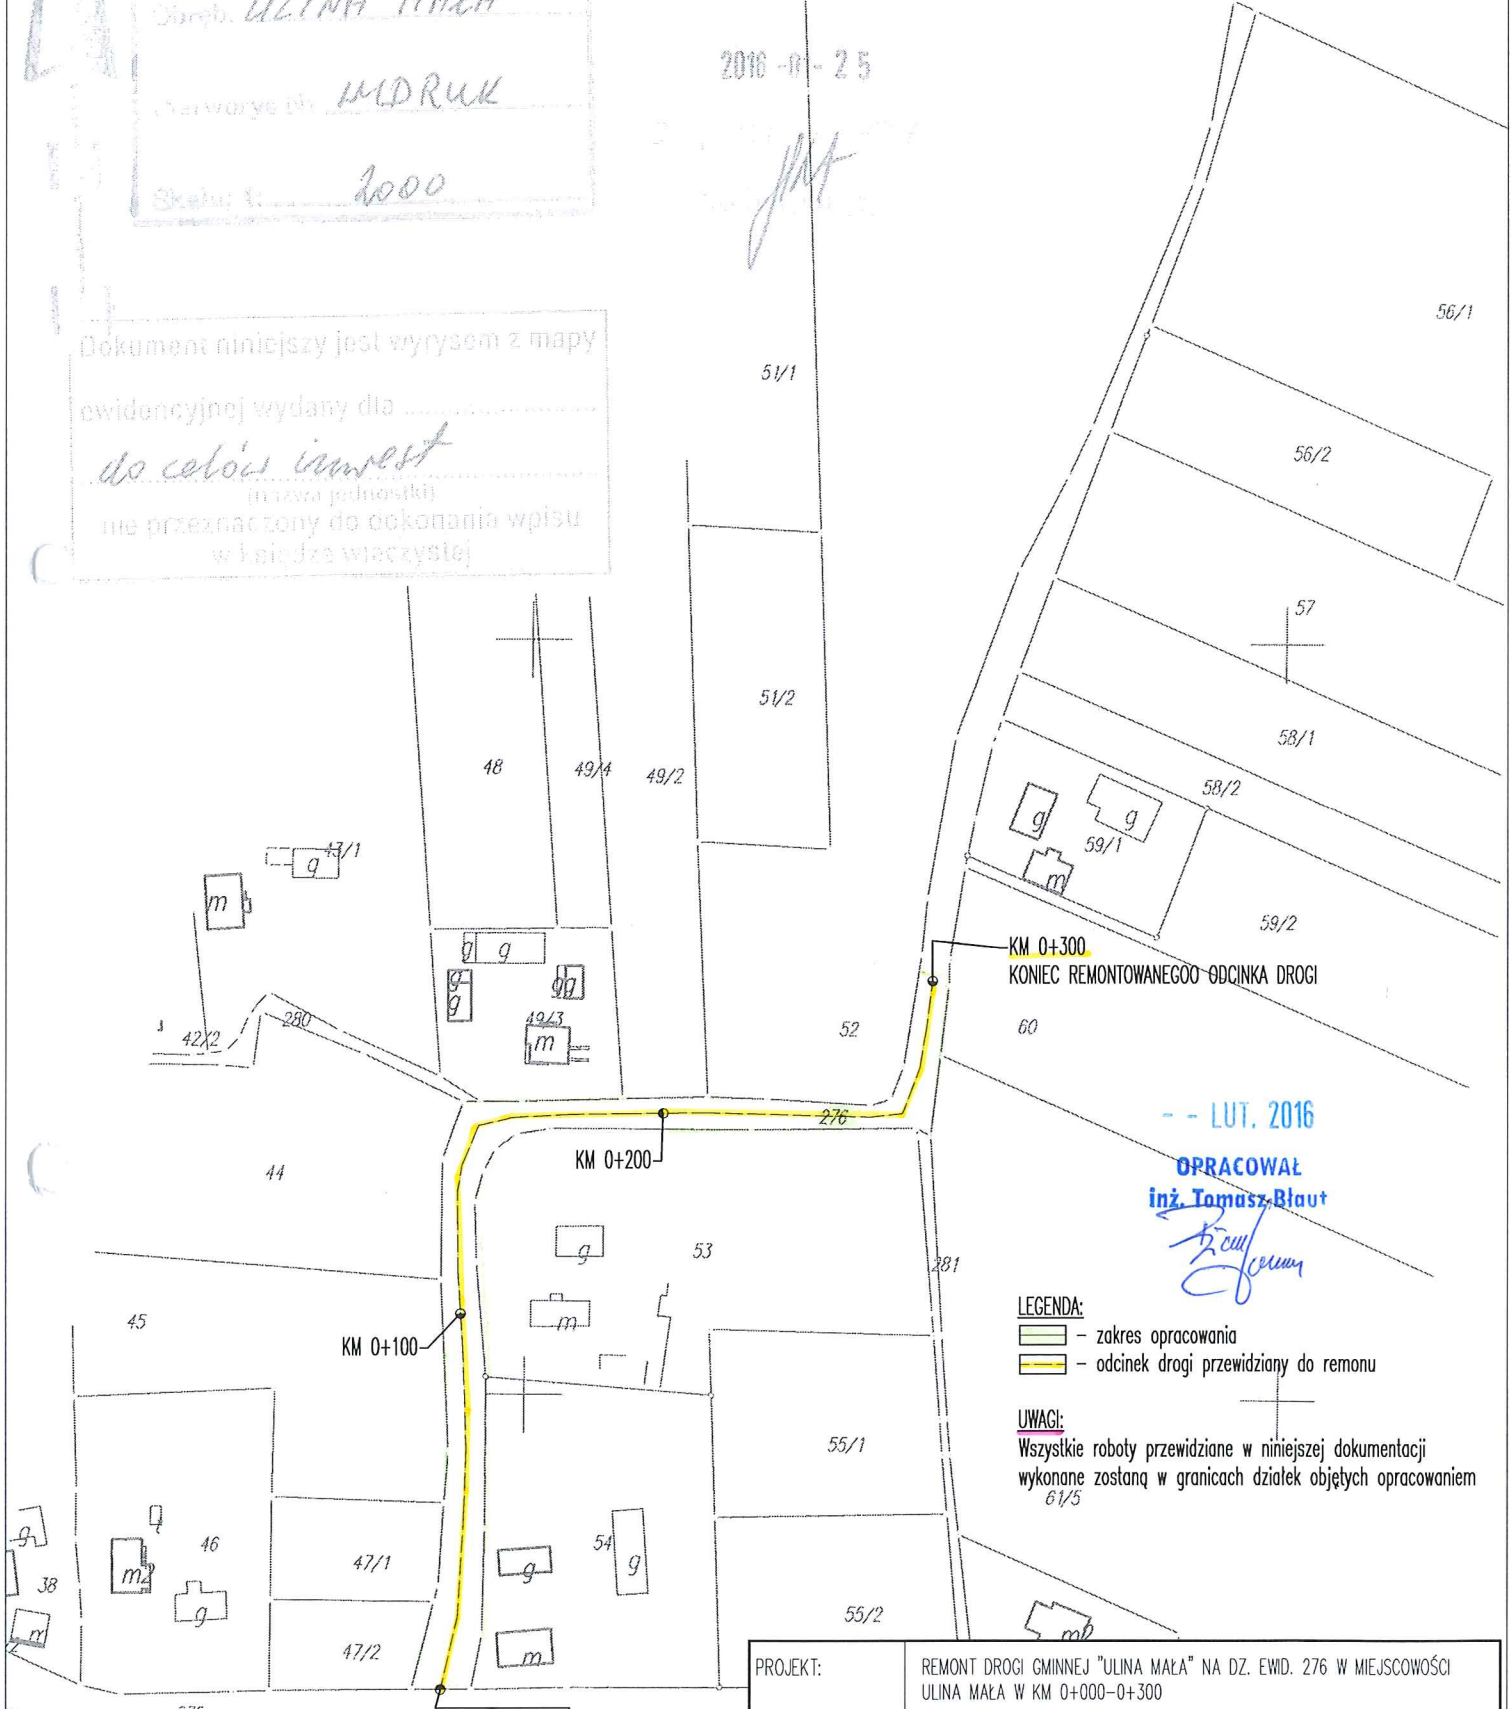 Obręb. ULINA MAŁA
WYDRUK
Skala: 1: 2000
2016 -01- 25
Dokument niniejszy jest wyrysem z mapy
ewidencyjnej wydany dla
do celów inwest
(nazwa jednostki)
nie przeznaczony do dokonania wpisu
w księdze wieczystej
56/1
51/1
56/2
57
51/2
58/1
48
49/4
49/2
58/2
g
g
59/1
m
43/1
g
m
59/2
g
g
KM 0+300
KONIEC REMONTOWANEGOO ODCINKA DROGI
g
g
g
g
49/3
m
280
42/2
52
60
276
- - LUT. 2016
KM 0+200
44
OPRACOWAŁ
inż. Tomasz Błaut
g
53
281
LEGENDA:
- zakres opracowania
- odcinek drogi przewidziany do remonu
45
m
KM 0+100
UWAGI:
Wszystkie roboty przewidziane w niniejszej dokumentacji
wykonane zostaną w granicach działek objętych opracowaniem
55/1
61/5
g
46
54
g
g
m2
47/1
38
g
m
55/2
m2
47/2
m
PROJEKT:
REMONT DROGI GMINNEJ "ULINA MAŁA" NA DZ. EWID. 276 W MIEJSCOWOŚCI
ULINA MAŁA W KM 0+000-0+300